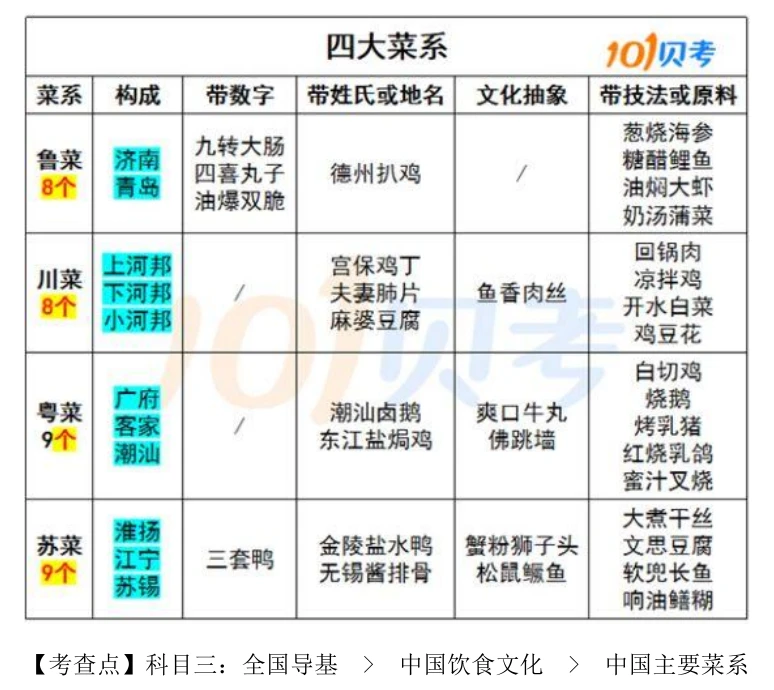 四大菜系
101贝考
菜系 构成 带数字 带姓氏或地名 文化抽象 带技法或原料
鲁菜
8个
济南
青岛
九转大肠
四喜丸子
油爆双脆
德州扒鸡
/
葱烧海参
糖醋鲤鱼
油焖大虾
奶汤蒲菜
川菜
8个
上河邦
下河邦
小河邦
/
宫保鸡丁
夫妻肺片
麻婆豆腐
鱼香肉丝
回锅肉
凉拌鸡
开水白菜
鸡豆花
粤菜
9个
广府
客家
潮汕
/
潮汕卤鹅
东江盐焗鸡
爽口牛丸
佛跳墙
白切鸡
烧鹅
烤乳猪
红烧乳鸽
蜜汁叉烧
苏菜
9个
淮扬
江宁
苏锡
三套鸭
金陵盐水鸭
无锡酱排骨
蟹粉狮子头
松鼠鳜鱼
大煮干丝
文思豆腐
软兜长鱼
响油鳝糊
101贝考
【考查点】科目三：全国导基 > 中国饮食文化 > 中国主要菜系